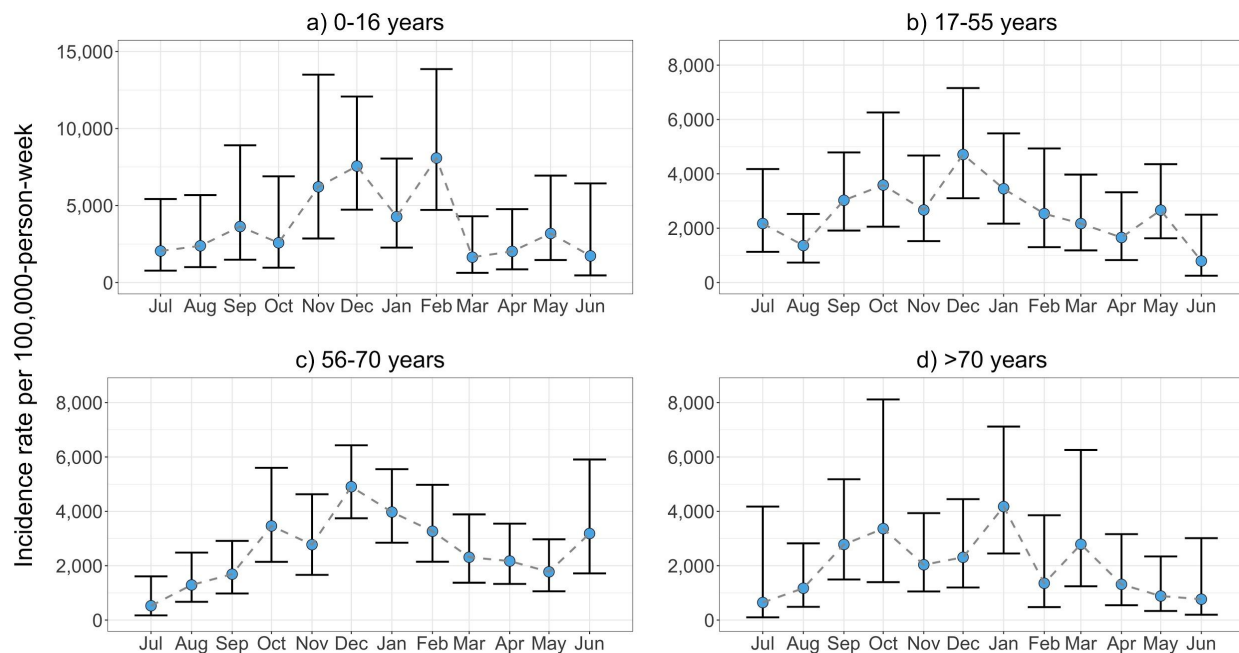 Incidence rate per 100,000-person-week
a) 0-16 years
15,000
10,000
5,000
0
Jul Aug Sep Oct Nov Dec Jan Feb Mar Apr May Jun
b) 17-55 years
8,000
6,000
4,000
2,000
0
Jul Aug Sep Oct Nov Dec Jan Feb Mar Apr May Jun
c) 56-70 years
8,000
6,000
4,000
2,000
0
Jul Aug Sep Oct Nov Dec Jan Feb Mar Apr May Jun
d) >70 years
8,000
6,000
4,000
2,000
0
Jul Aug Sep Oct Nov Dec Jan Feb Mar Apr May Jun